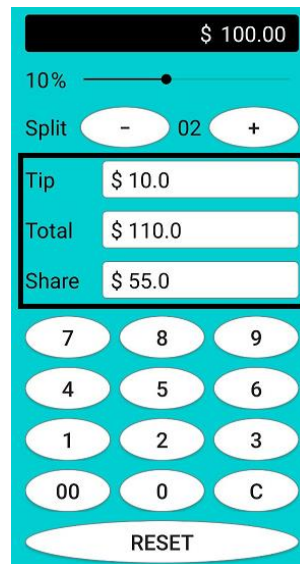 $ 100.00
10%
Split - 02 +
Tip $ 10.0
Total $ 110.0
Share $ 55.0
7 8 9
4 5 6
1 2 3
00 0 C
RESET